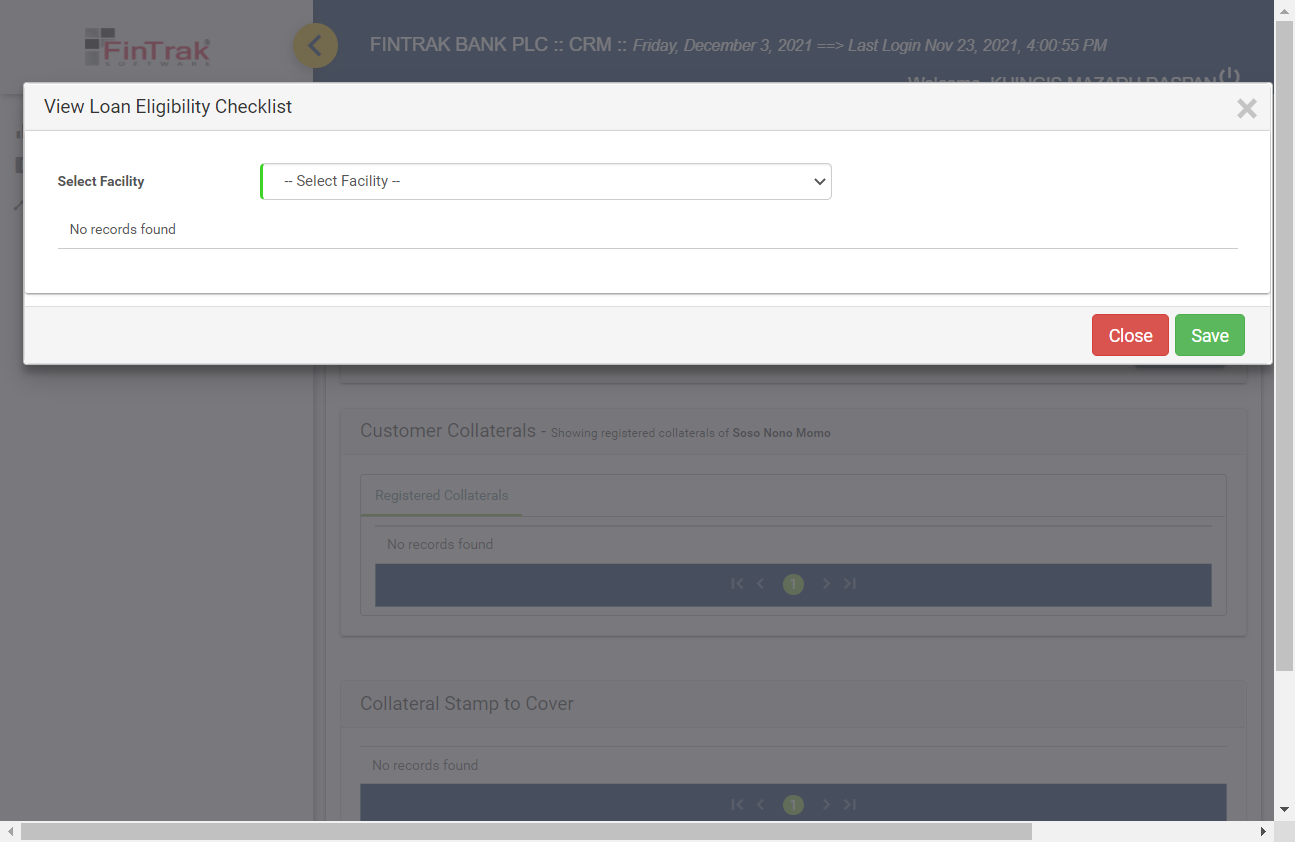 FinTrak
SOFTWARE
FINTRAK BANK PLC :: CRM :: Friday, December 3, 2021 ==> Last Login Nov 23, 2021, 4:00:55 PM
View Loan Eligibility Checklist
Select Facility
-- Select Facility --
No records found
Close Save
Customer Collaterals - Showing registered collaterals of Soso Nono Momo
Registered Collaterals
No records found
1
Collateral Stamp to Cover
No records found
1